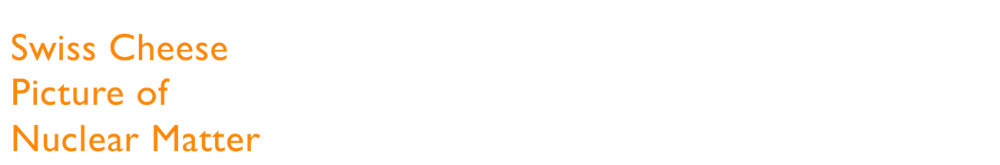 Swiss Cheese
Picture of
Nuclear Matter